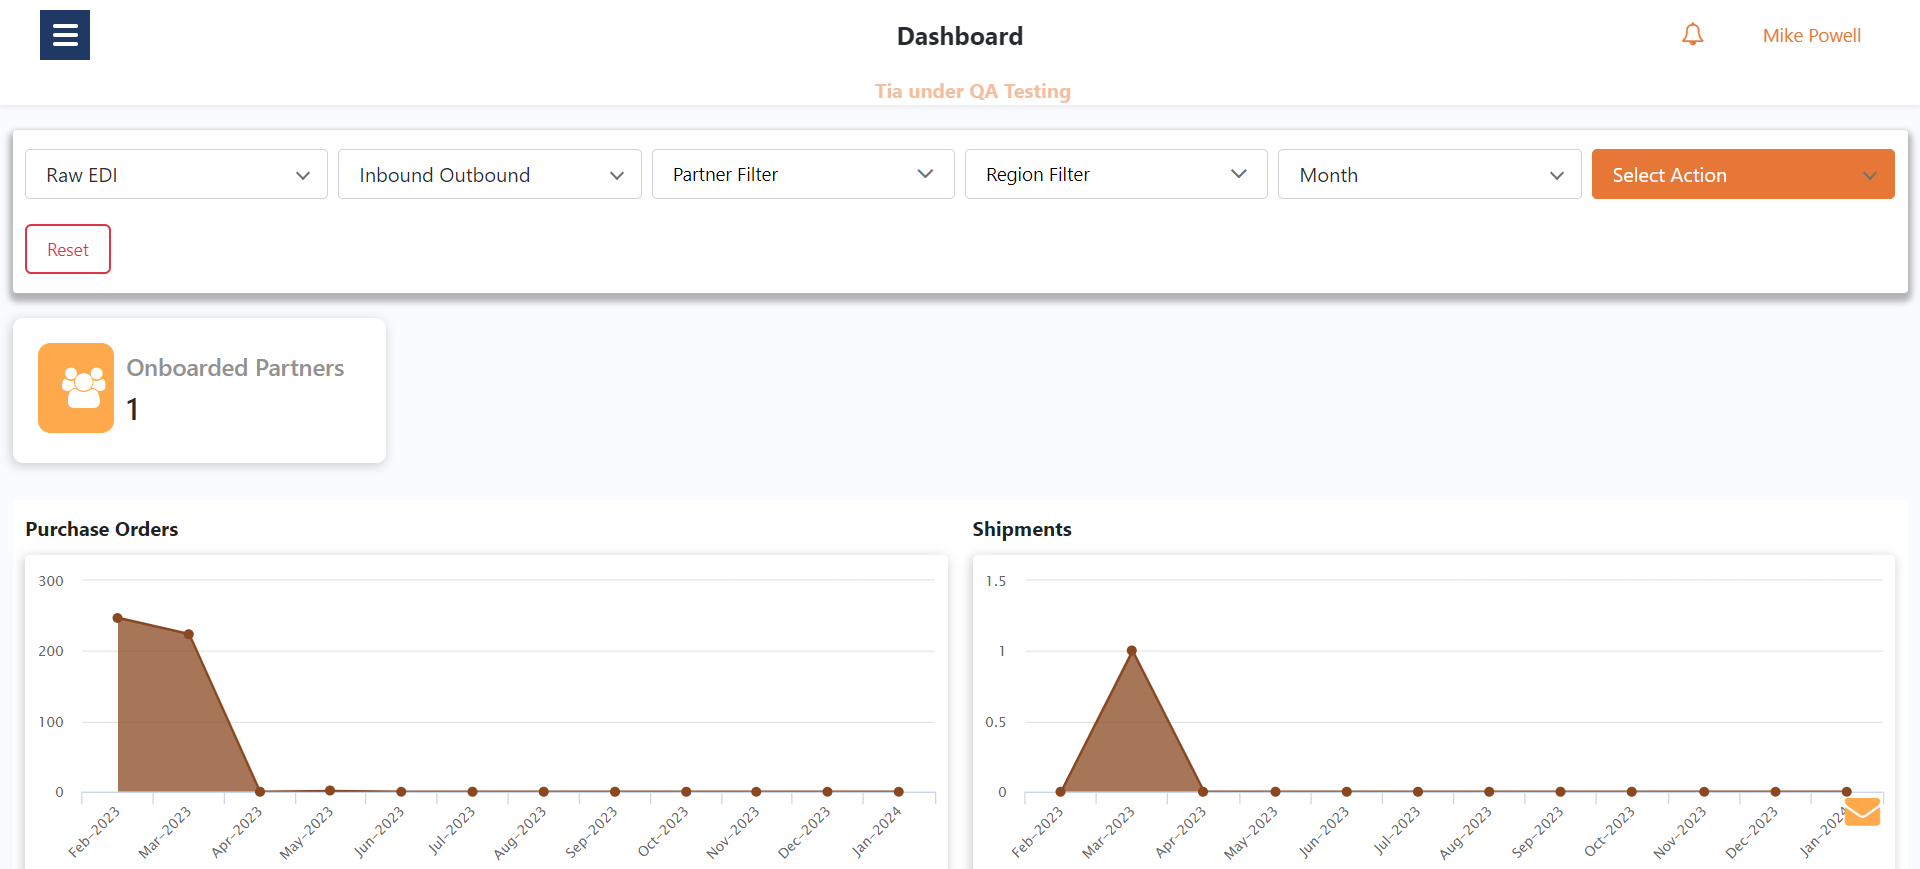 Dashboard
Mike Powell
Tia under QA Testing
Raw EDI
Inbound Outbound
Partner Filter
Region Filter
Month
Select Action
Reset
Onboarded Partners
1
Purchase Orders
300
200
100
0
Feb-2023
Mar-2023
Apr-2023
May-2023
Jun-2023
Jul-2023
Aug-2023
Sep-2023
Oct-2023
Nov-2023
Dec-2023
Jan-2024
Shipments
1.5
1
0.5
0
Feb-2023
Mar-2023
Apr-2023
May-2023
Jun-2023
Jul-2023
Aug-2023
Sep-2023
Oct-2023
Nov-2023
Dec-2023
Jan-2024